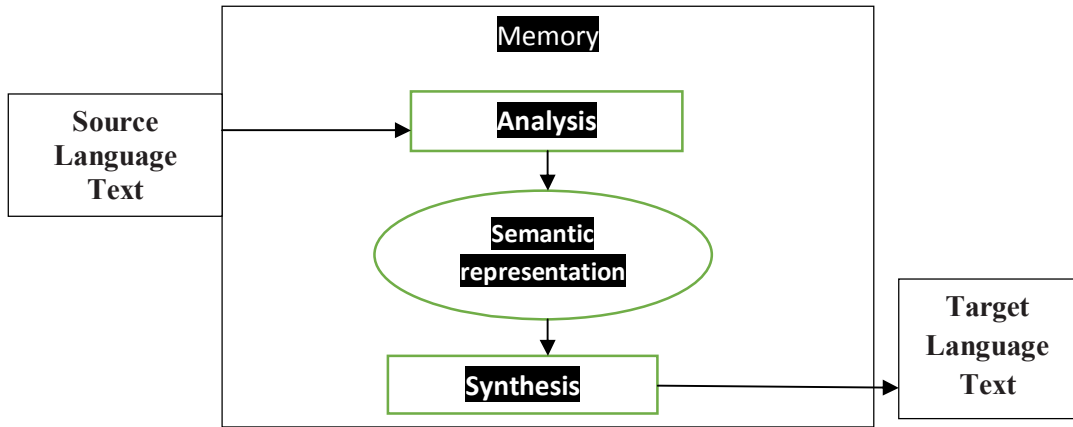 Memory
Source
Language
Text
Analysis
Semantic
representation
Synthesis
Target
Language
Text